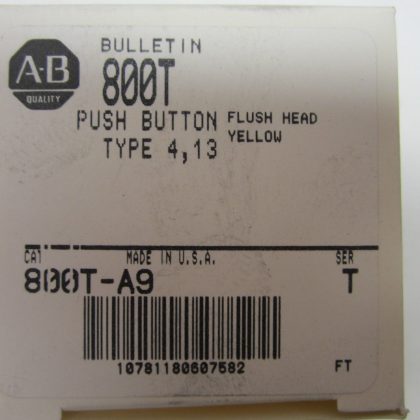 A-B
QUALITY
BULLETIN
800T
PUSH BUTTON FLUSH HEAD
YELLOW
TYPE 4,13
CAT MADE IN U.S.A. SER
800T-A9 T
10781180607582 FT